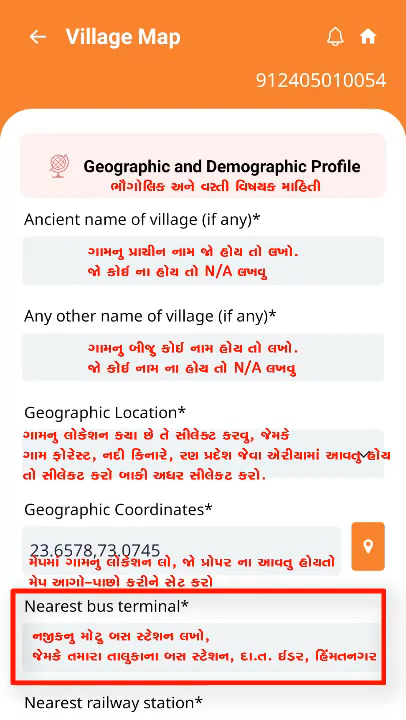 Village Map
912405010054
Geographic and Demographic Profile
ભૌગોલિક અને વસ્તી વિષયક માહિતી
Ancient name of village (if any)*
ગામનુ પ્રાચીન નામ જો હોય તો લખો.
જો કોઈ ના હોય તો N/A લખવુ
Any other name of village (if any)*
ગામનુ બીજુ કોઈ નામ હોય તો લખો.
જો કોઈ નામ ના હોય તો N/A લખવુ
Geographic Location*
ગામનુ લોકેશન ક્યા છે તે સીલેક્ટ કરવુ, જેમકે
ગામ ફોરેસ્ટ, નદી કિનારે, રણ પ્રદેશ જેવા એરીયામાં આવતુ હોય
તો સીલેકટ કરો બાકી અધર સીલેકટ કરો.
Geographic Coordinates*
23.6578,73.0745
મેપમાં ગામનુ લોકેશન લો, જો પ્રોપર ના આવતુ હોયતો
મેપ આગો-પાછો કરીને સેટ કરો
Nearest bus terminal*
નજીકનુ મોટુ બસ સ્ટેશન લખો,
જેમકે તમારા તાલુકાના બસ સ્ટેશન, દા.ત. ઈડર, હિંમતનગર
Nearest railway station*